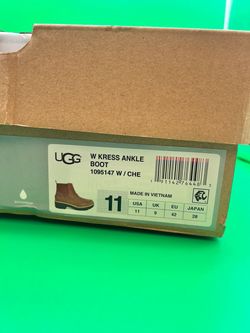 UGG
W KRESS ANKLE
BOOT
1095147 W / CHE
MADE IN VIETNAM
11
USA UK EU JAPAN
11 9 42 28